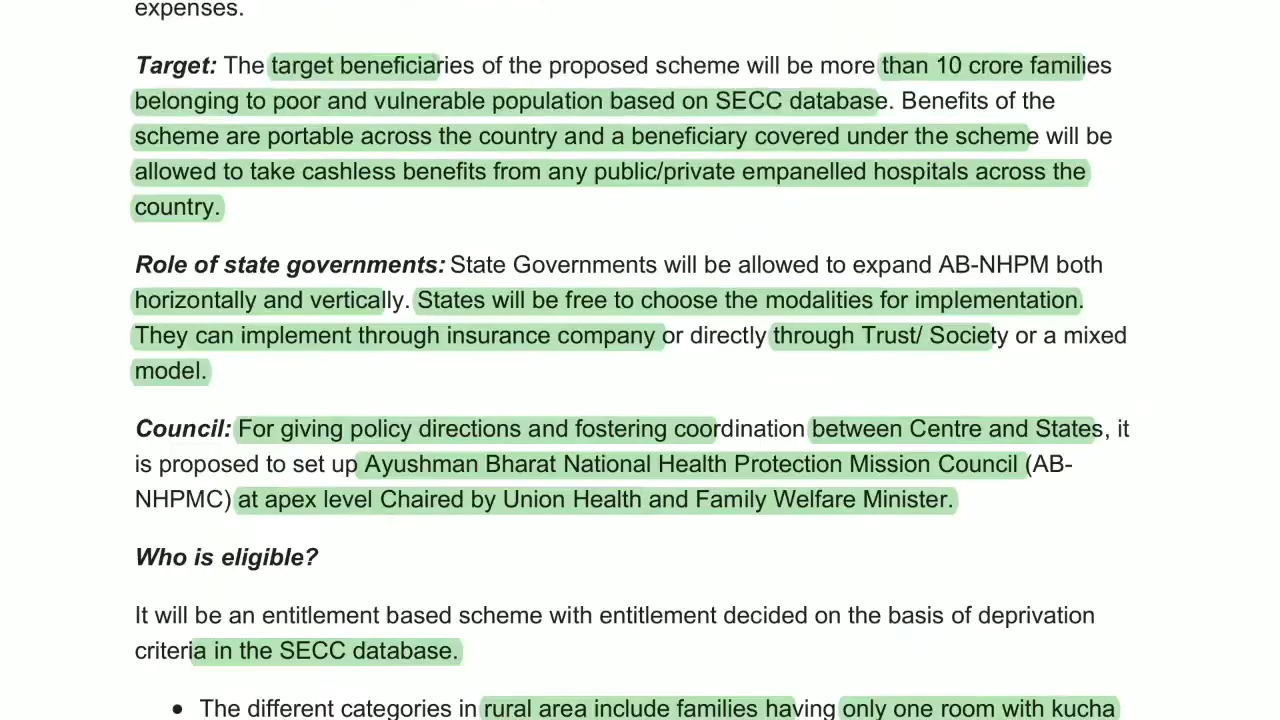 expenses.
Target: The target beneficiaries of the proposed scheme will be more than 10 crore families
belonging to poor and vulnerable population based on SECC database. Benefits of the
scheme are portable across the country and a beneficiary covered under the scheme will be
allowed to take cashless benefits from any public/private empanelled hospitals across the
country.
Role of state governments: State Governments will be allowed to expand AB-NHPM both
horizontally and vertically. States will be free to choose the modalities for implementation.
They can implement through insurance company or directly through Trust/ Society or a mixed
model.
Council: For giving policy directions and fostering coordination between Centre and States, it
is proposed to set up Ayushman Bharat National Health Protection Mission Council (AB-
NHPMC) at apex level Chaired by Union Health and Family Welfare Minister.
Who is eligible?
It will be an entitlement based scheme with entitlement decided on the basis of deprivation
criteria in the SECC database.
• The different categories in rural area include families having only one room with kucha